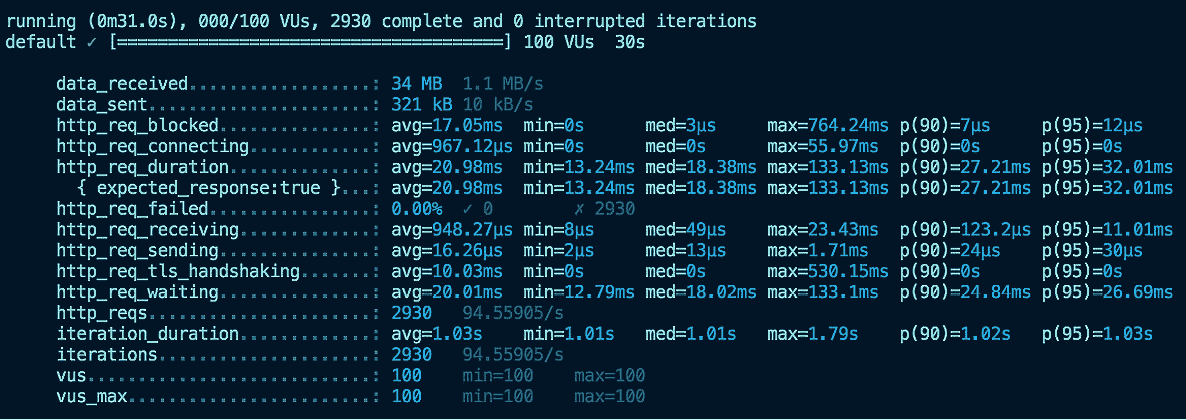 running (0m31.0s), 000/100 VUs, 2930 complete and 0 interrupted iterations
default ✓ [======================================] 100 VUs  30s
data_received..................: 34 MB  1.1 MB/s
data_sent......................: 321 kB 10 kB/s
http_req_blocked...............: avg=17.05ms  min=0s      med=3µs     max=764.24ms p(90)=7µs     p(95)=12µs
http_req_connecting............: avg=967.12µs min=0s      med=0s      max=55.97ms  p(90)=0s      p(95)=0s
http_req_duration..............: avg=20.98ms  min=13.24ms med=18.38ms max=133.13ms p(90)=27.21ms p(95)=32.01ms
{ expected_response:true }...: avg=20.98ms  min=13.24ms med=18.38ms max=133.13ms p(90)=27.21ms p(95)=32.01ms
http_req_failed................: 0.00%  ✓ 0        ✗ 2930
http_req_receiving.............: avg=948.27µs min=8µs     med=49µs    max=23.43ms  p(90)=123.2µs p(95)=11.01ms
http_req_sending...............: avg=16.26µs  min=2µs     med=13µs    max=1.71ms   p(90)=24µs    p(95)=30µs
http_req_tls_handshaking.......: avg=10.03ms  min=0s      med=0s      max=530.15ms p(90)=0s      p(95)=0s
http_req_waiting...............: avg=20.01ms  min=12.79ms med=18.02ms max=133.1ms  p(90)=24.84ms p(95)=26.69ms
http_reqs......................: 2930   94.55905/s
iteration_duration.............: avg=1.03s    min=1.01s   med=1.01s   max=1.79s    p(90)=1.02s   p(95)=1.03s
iterations.....................: 2930   94.55905/s
vus............................: 100    min=100    max=100
vus_max........................: 100    min=100    max=100